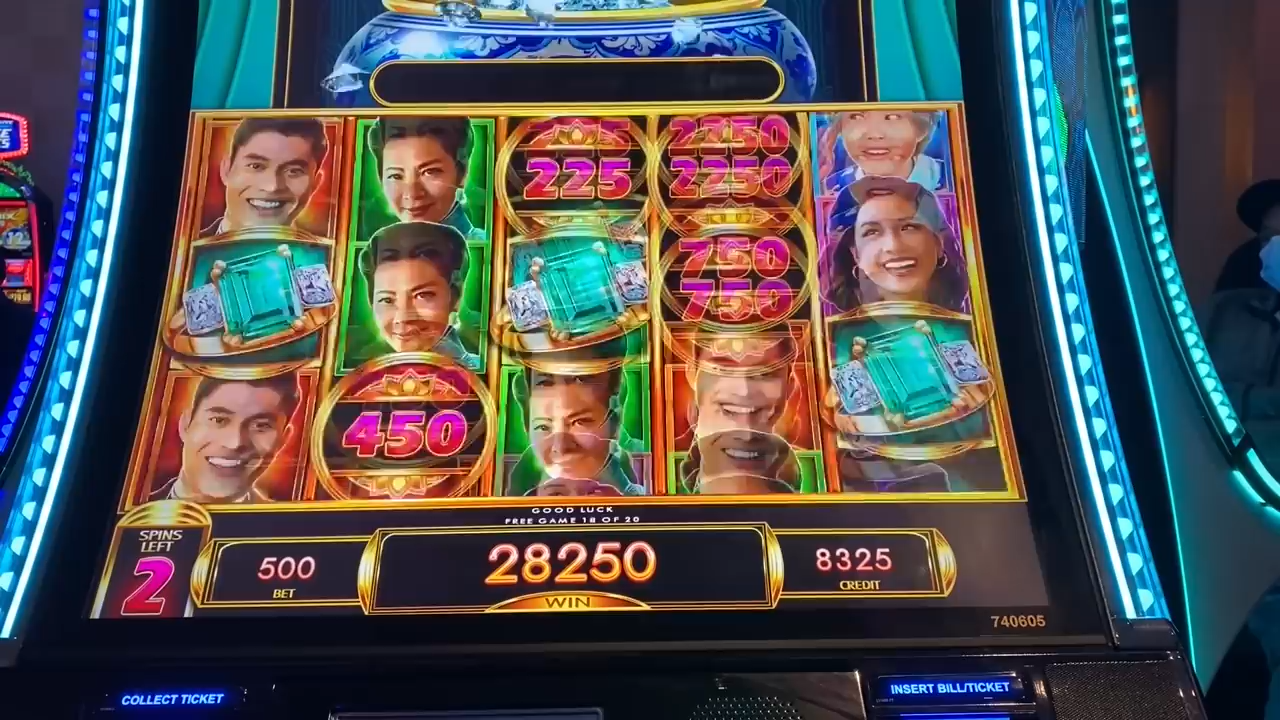 225
225
2250
2250
750
750
450
GOOD LUCK
FREE GAME 18 OF 20
SPINS
LEFT
2
500
BET
28250
WIN
8325
CREDIT
740605
COLLECT TICKET
INSERT BILL/TICKET